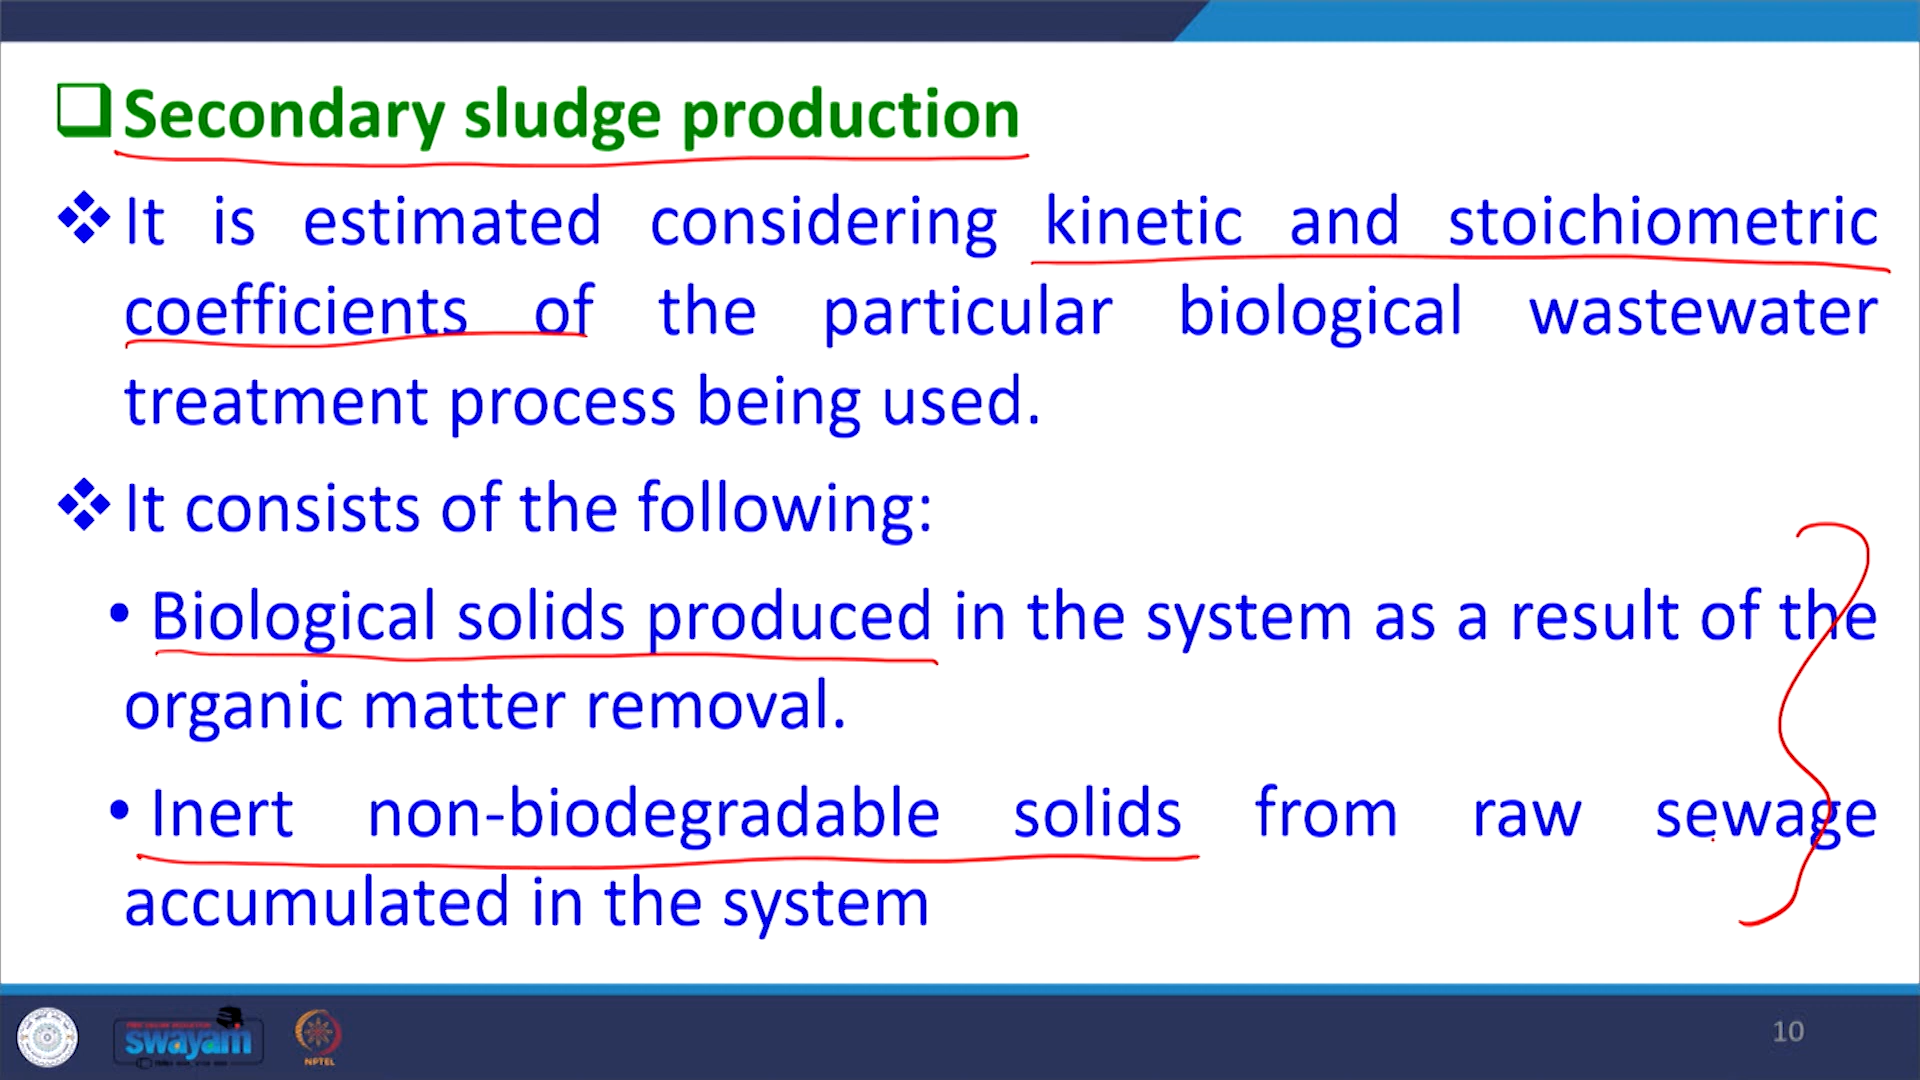 Secondary sludge production
It is estimated considering kinetic and stoichiometric
coefficients of the particular biological wastewater
treatment process being used.
It consists of the following:
• Biological solids produced in the system as a result of the
organic matter removal.
• Inert non-biodegradable solids from raw sewage
accumulated in the system
swayam
NPTEL
10